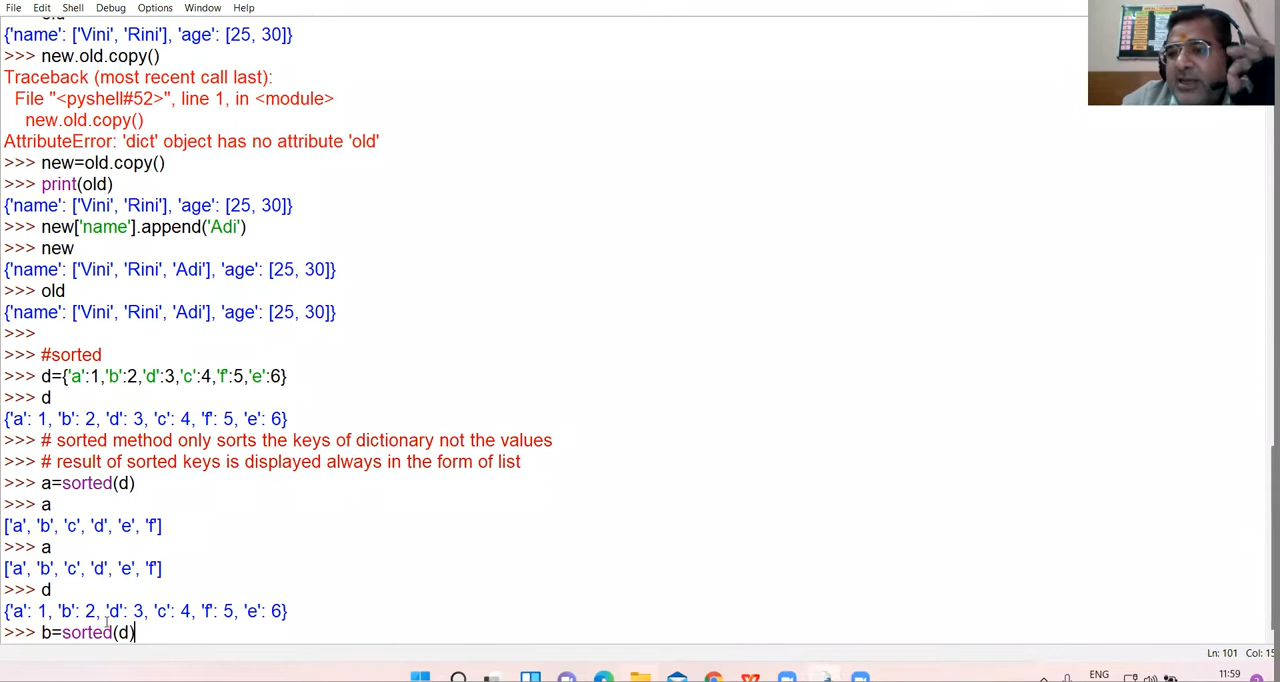 File Edit Shell Debug Options Window Help
{'name': ['Vini', 'Rini'], 'age': [25, 30]}
>>> new.old.copy()
Traceback (most recent call last):
File "<pyshell#52>", line 1, in <module>
new.old.copy()
AttributeError: 'dict' object has no attribute 'old'
>>> new=old.copy()
>>> print(old)
{'name': ['Vini', 'Rini'], 'age': [25, 30]}
>>> new['name'].append('Adi')
>>> new
{'name': ['Vini', 'Rini', 'Adi'], 'age': [25, 30]}
>>> old
{'name': ['Vini', 'Rini', 'Adi'], 'age': [25, 30]}
>>>
>>> #sorted
>>> d={'a':1,'b':2,'d':3,'c':4,'f':5,'e':6}
>>> d
{'a': 1, 'b': 2, 'd': 3, 'c': 4, 'f': 5, 'e': 6}
>>> # sorted method only sorts the keys of dictionary not the values
>>> # result of sorted keys is displayed always in the form of list
>>> a=sorted(d)
>>> a
['a', 'b', 'c', 'd', 'e', 'f']
>>> a
['a', 'b', 'c', 'd', 'e', 'f']
>>> d
{'a': 1, 'b': 2, 'd': 3, 'c': 4, 'f': 5, 'e': 6}
>>> b=sorted(d)
Ln: 101 Col: 15
ENG 11:59